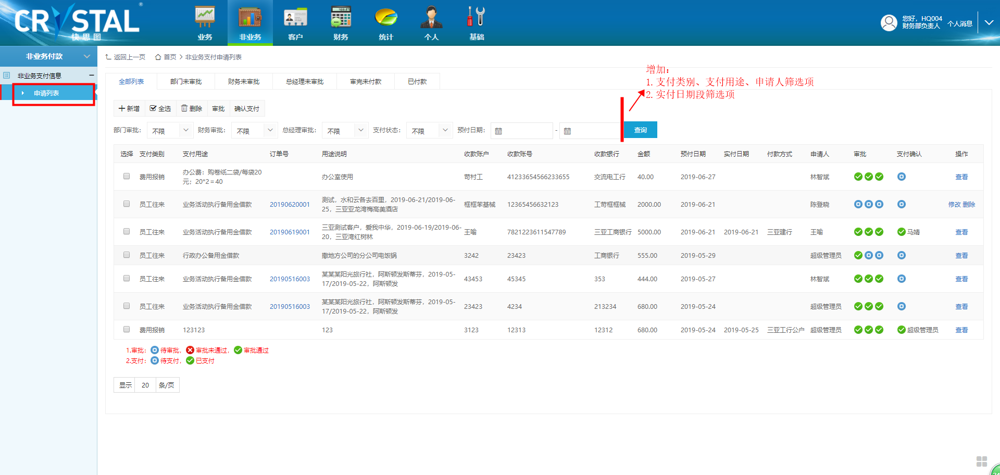 CRYSTAL®
快思图
业务
非业务
客户
财务
统计
个人
基础
您好，HQ004
财务部负责人
个人消息
非业务付款
非业务支付信息
申请列表
返回上一页 首页 > 非业务支付申请列表
增加：
1. 支付类别、支付用途、申请人筛选项
2. 实付日期段筛选项
全部列表 部门未审批 财务未审批 总经理未审批 审完未付款 已付款
新增 全选 删除 审批 确认支付
部门审批： 不限 财务审批： 不限 总经理审批： 不限 支付状态： 不限 预付日期： - 查询
选择 支付类别 支付用途 订单号 用途说明 收款账户 收款账号 收款银行 金额 预付日期 实付日期 付款方式 申请人 审批 支付确认 操作
费用报销 办公费：购卷纸二袋/每袋20
元；20*2＝40 办公室使用 苛村工 41233654566233655 交流电工行 40.00 2019-06-27 林智斌 查看
员工往来 业务活动执行备用金借款 20190620001 测试，水和云各去百里，2019-06-21/2019-06-
25，三亚亚龙湾梅高美酒店 框框苯基械 12365456632123 工苛框框械 2000.00 2019-06-21 陈登晓 修改 删除
员工往来 业务活动执行备用金借款 20190619001 三亚测试客户，爱我中华，2019-06-19/2019-06-
20，三亚湾红树林 王喻 7821223611547789 三亚工商银行 5000.00 2019-06-21 2019-06-21 三亚建行 王喻 马婧 查看
员工往来 行政办公备用金借款 撒地方公司的分公司电饭锅 3242 23423 工商银行 555.00 2019-05-29 超级管理员 查看
员工往来 业务活动执行备用金借款 20190516003 某某某阳光旅行社，阿斯顿发斯蒂芬，2019-05-
17/2019-05-22，阿斯顿发 43453 45345 353 444.00 2019-05-27 林智斌 查看
员工往来 业务活动执行备用金借款 20190516003 某某某阳光旅行社，阿斯顿发斯蒂芬，2019-05-
17/2019-05-22，阿斯顿发 23423 4234 213234 680.00 2019-05-24 超级管理员 查看
费用报销 123123 123 3123 12313 12312 680.00 2019-05-24 2019-05-25 三亚工行公户 超级管理员 超级管理员 查看
1.审批： 待审批， 审批未通过， 审批通过
2.支付： 待支付， 已支付
显示 20 条/页